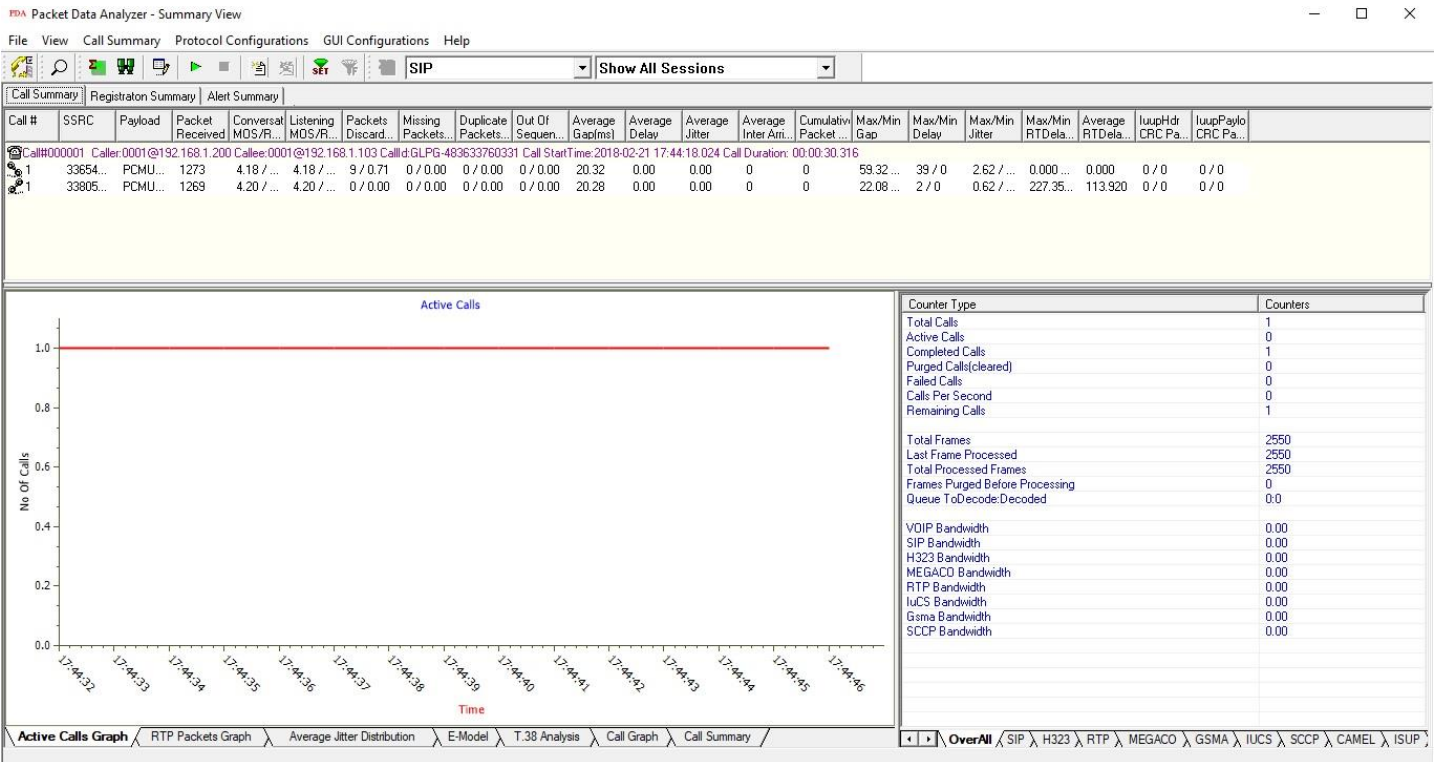 PDA Packet Data Analyzer - Summary View
File View Call Summary Protocol Configurations GUI Configurations Help
SET SIP Show All Sessions
Call Summary Registraton Summary Alert Summary
Call # SSRC Payload Packet Received Conversat MOS/R... Listening MOS/R... Packets Discard... Missing Packets... Duplicate Packets... Out Of Sequen... Average Gap(ms) Average Delay Average Jitter Average Inter Arri... Cumulativ Packet ... Max/Min Gap Max/Min Delay Max/Min Jitter Max/Min RTDela... Average RTDela... IuupHdr CRC Pa... IuupPaylo CRC Pa...
Call#000001 Caller:0001@192.168.1.200 Callee:0001@192.168.1.103 CallId:GLPG-483633760331 Call StartTime:2018-02-21 17:44:18.024 Call Duration: 00:00:30.316
1 33654... PCMU... 1273 4.18 / ... 4.18 / ... 9 / 0.71 0 / 0.00 0 / 0.00 0 / 0.00 20.32 0.00 0.00 0 0 59.32 ... 39 / 0 2.62 / ... 0.000 ... 0.000 0 / 0 0 / 0
1 33805... PCMU... 1269 4.20 / ... 4.20 / ... 0 / 0.00 0 / 0.00 0 / 0.00 0 / 0.00 20.28 0.00 0.00 0 0 22.08 ... 2 / 0 0.62 / ... 227.35... 113.920 0 / 0 0 / 0
Active Calls
No Of Calls
1.0
0.8
0.6
0.4
0.2
0.0
17:44:32 17:44:33 17:44:34 17:44:35 17:44:36 17:44:37 17:44:38 17:44:39 17:44:40 17:44:41 17:44:42 17:44:43 17:44:44 17:44:45 17:44:46
Time
Active Calls Graph RTP Packets Graph Average Jitter Distribution E-Model T.38 Analysis Call Graph Call Summary
Counter Type Counters
Total Calls 1
Active Calls 0
Completed Calls 1
Purged Calls(cleared) 0
Failed Calls 0
Calls Per Second 0
Remaining Calls 1
Total Frames 2550
Last Frame Processed 2550
Total Processed Frames 2550
Frames Purged Before Processing 0
Queue ToDecode:Decoded 0:0
VOIP Bandwidth 0.00
SIP Bandwidth 0.00
H323 Bandwidth 0.00
MEGACO Bandwidth 0.00
RTP Bandwidth 0.00
IuCS Bandwidth 0.00
Gsma Bandwidth 0.00
SCCP Bandwidth 0.00
OverAll SIP H323 RTP MEGACO GSMA IUCS SCCP CAMEL ISUP